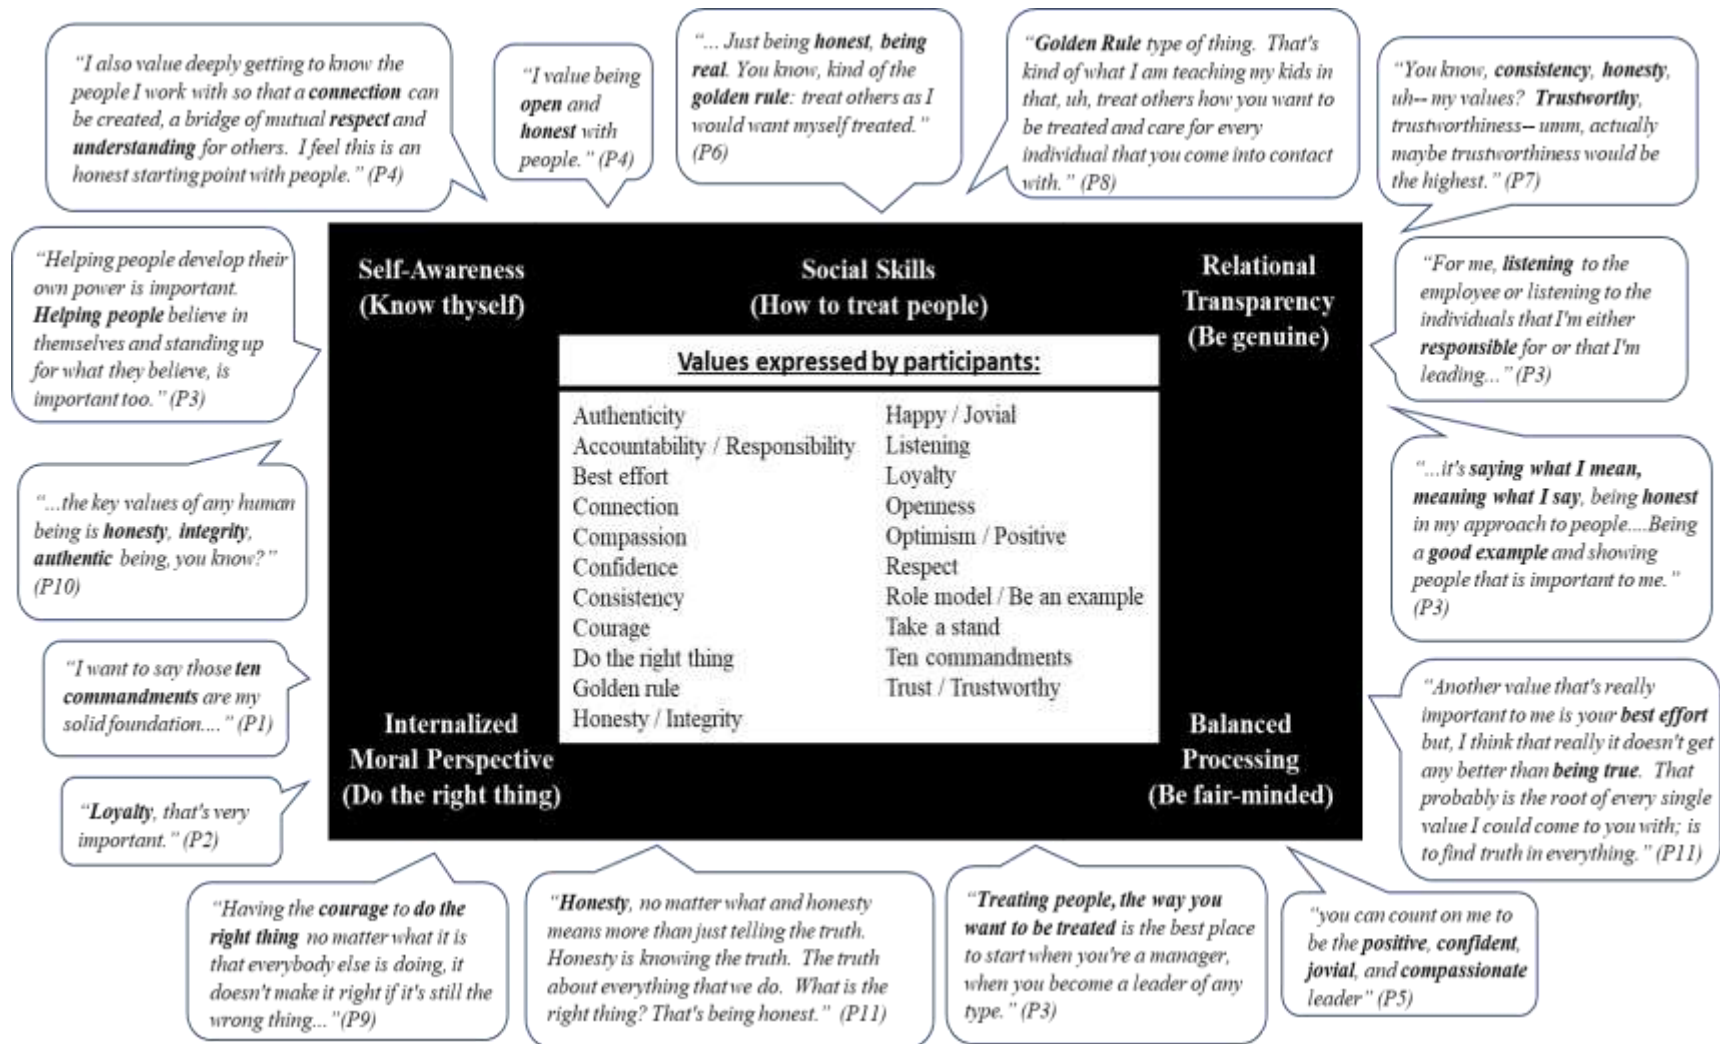 “I also value deeply getting to know the
people I work with so that a connection can
be created, a bridge of mutual respect and
understanding for others. I feel this is an
honest starting point with people.” (P4)
“I value being
open and
honest with
people.” (P4)
“... Just being honest, being
real. You know, kind of the
golden rule: treat others as I
would want myself treated.”
(P6)
“Golden Rule type of thing. That's
kind of what I am teaching my kids in
that, uh, treat others how you want to
be treated and care for every
individual that you come into contact
with.” (P8)
“You know, consistency, honesty,
uh-- my values? Trustworthy,
trustworthiness-- umm, actually
maybe trustworthiness would be
the highest.” (P7)
“Helping people develop their
own power is important.
Helping people believe in
themselves and standing up
for what they believe, is
important too.” (P3)
Self-Awareness
(Know thyself)
Social Skills
(How to treat people)
Relational
Transparency
(Be genuine)
“For me, listening to the
employee or listening to the
individuals that I'm either
responsible for or that I'm
leading...” (P3)
Values expressed by participants:
Authenticity
Accountability / Responsibility
Best effort
Connection
Compassion
Confidence
Consistency
Courage
Do the right thing
Golden rule
Honesty / Integrity
Happy / Jovial
Listening
Loyalty
Openness
Optimism / Positive
Respect
Role model / Be an example
Take a stand
Ten commandments
Trust / Trustworthy
“...the key values of any human
being is honesty, integrity,
authentic being, you know?”
(P10)
“...it's saying what I mean,
meaning what I say, being honest
in my approach to people....Being
a good example and showing
people that is important to me.”
(P3)
“I want to say those ten
commandments are my
solid foundation....” (P1)
Internalized
Moral Perspective
(Do the right thing)
Balanced
Processing
(Be fair-minded)
“Another value that's really
important to me is your best effort
but, I think that really it doesn't get
any better than being true. That
probably is the root of every single
value I could come to you with; is
to find truth in everything.” (P11)
“Loyalty, that's very
important.” (P2)
“Having the courage to do the
right thing no matter what it is
that everybody else is doing, it
doesn't make it right if it's still the
wrong thing...”(P9)
“Honesty, no matter what and honesty
means more than just telling the truth.
Honesty is knowing the truth. The truth
about everything that we do. What is the
right thing? That's being honest.” (P11)
“Treating people, the way you
want to be treated is the best place
to start when you're a manager,
when you become a leader of any
type.” (P3)
“you can count on me to
be the positive, confident,
jovial, and compassionate
leader” (P5)